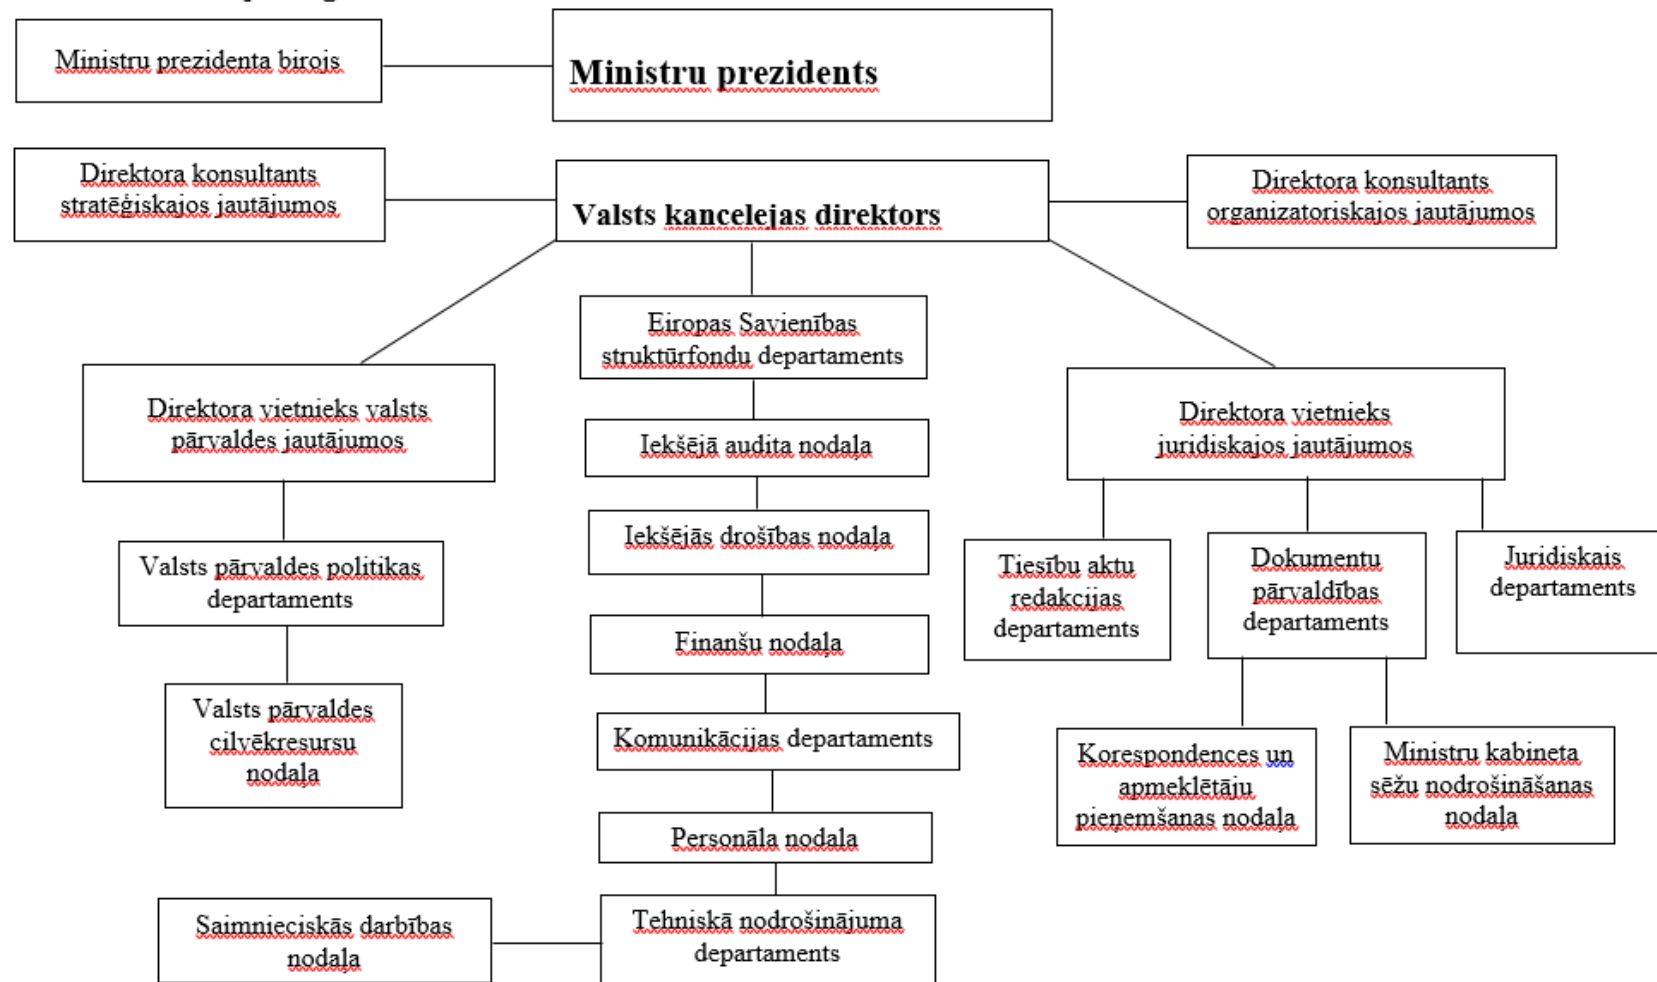 Ministru prezidenta birojs
Ministru prezidents
Direktora konsultants
stratēģiskajos jautājumos
Valsts kancelejas direktors
Direktora konsultants
organizatoriskajos jautājumos
Eiropas Savienības
struktūrfondu departaments
Direktora vietnieks valsts
pārvaldes jautājumos
Iekšējā audita nodaļa
Direktora vietnieks
juridiskajos jautājumos
Iekšējās drošības nodaļa
Valsts pārvaldes politikas
departaments
Tiesību aktu
redakcijas
departaments
Dokumentu
pārvaldības
departaments
Juridiskais
departaments
Finanšu nodaļa
Valsts pārvaldes
cilvēkresursu
nodaļa
Komunikācijas departaments
Korespondences un
apmeklētāju
pieņemšanas nodaļa
Ministru kabineta
sēžu nodrošināšanas
nodaļa
Personāla nodaļa
Saimnieciskās darbības
nodaļa
Tehniskā nodrošinājuma
departaments